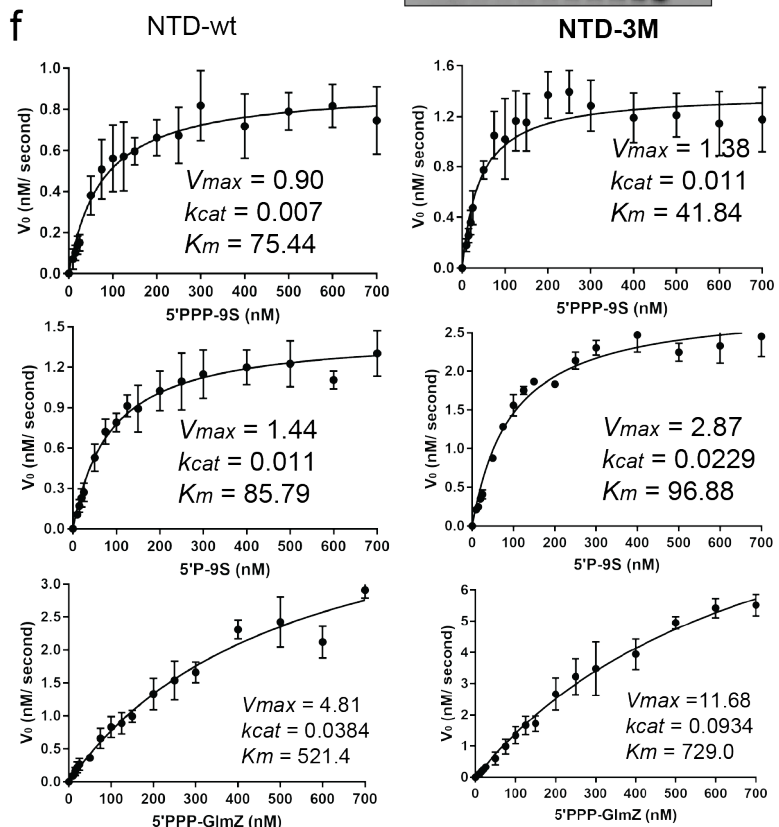 f
NTD-wt
NTD-3M
1.0
0.8
0.6
0.4
0.2
0.0
V₀ (nM/ second)
Vmax = 0.90
kcat = 0.007
Km = 75.44
0 100 200 300 400 500 600 700
5'PPP-9S (nM)
1.6
1.2
0.8
0.4
0.0
V₀ (nM/ second)
Vmax = 1.38
kcat = 0.011
Km = 41.84
0 100 200 300 400 500 600 700
5'PPP-9S (nM)
1.5
1.2
0.9
0.6
0.3
0.0
V₀ (nM/ second)
Vmax = 1.44
kcat = 0.011
Km = 85.79
0 100 200 300 400 500 600 700
5'P-9S (nM)
2.5
2.0
1.5
1.0
0.5
0.0
V₀ (nM/ second)
Vmax = 2.87
kcat = 0.0229
Km = 96.88
0 100 200 300 400 500 600 700
5'P-9S (nM)
3.0
2.5
2.0
1.5
1.0
0.5
0.0
V₀ (nM/ second)
Vmax = 4.81
kcat = 0.0384
Km = 521.4
0 100 200 300 400 500 600 700
5'PPP-GlmZ (nM)
6
5
4
3
2
1
0
V₀ (nM/ second)
Vmax =11.68
kcat = 0.0934
Km = 729.0
0 100 200 300 400 500 600 700
5'PPP-GlmZ (nM)